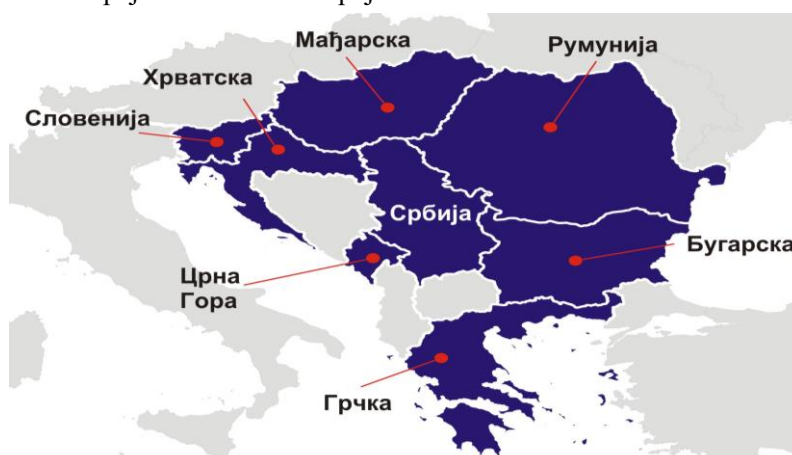 Мађарска
Румунија
Хрватска
Словенија
Србија
Бугарска
Црна
Гора
Грчка